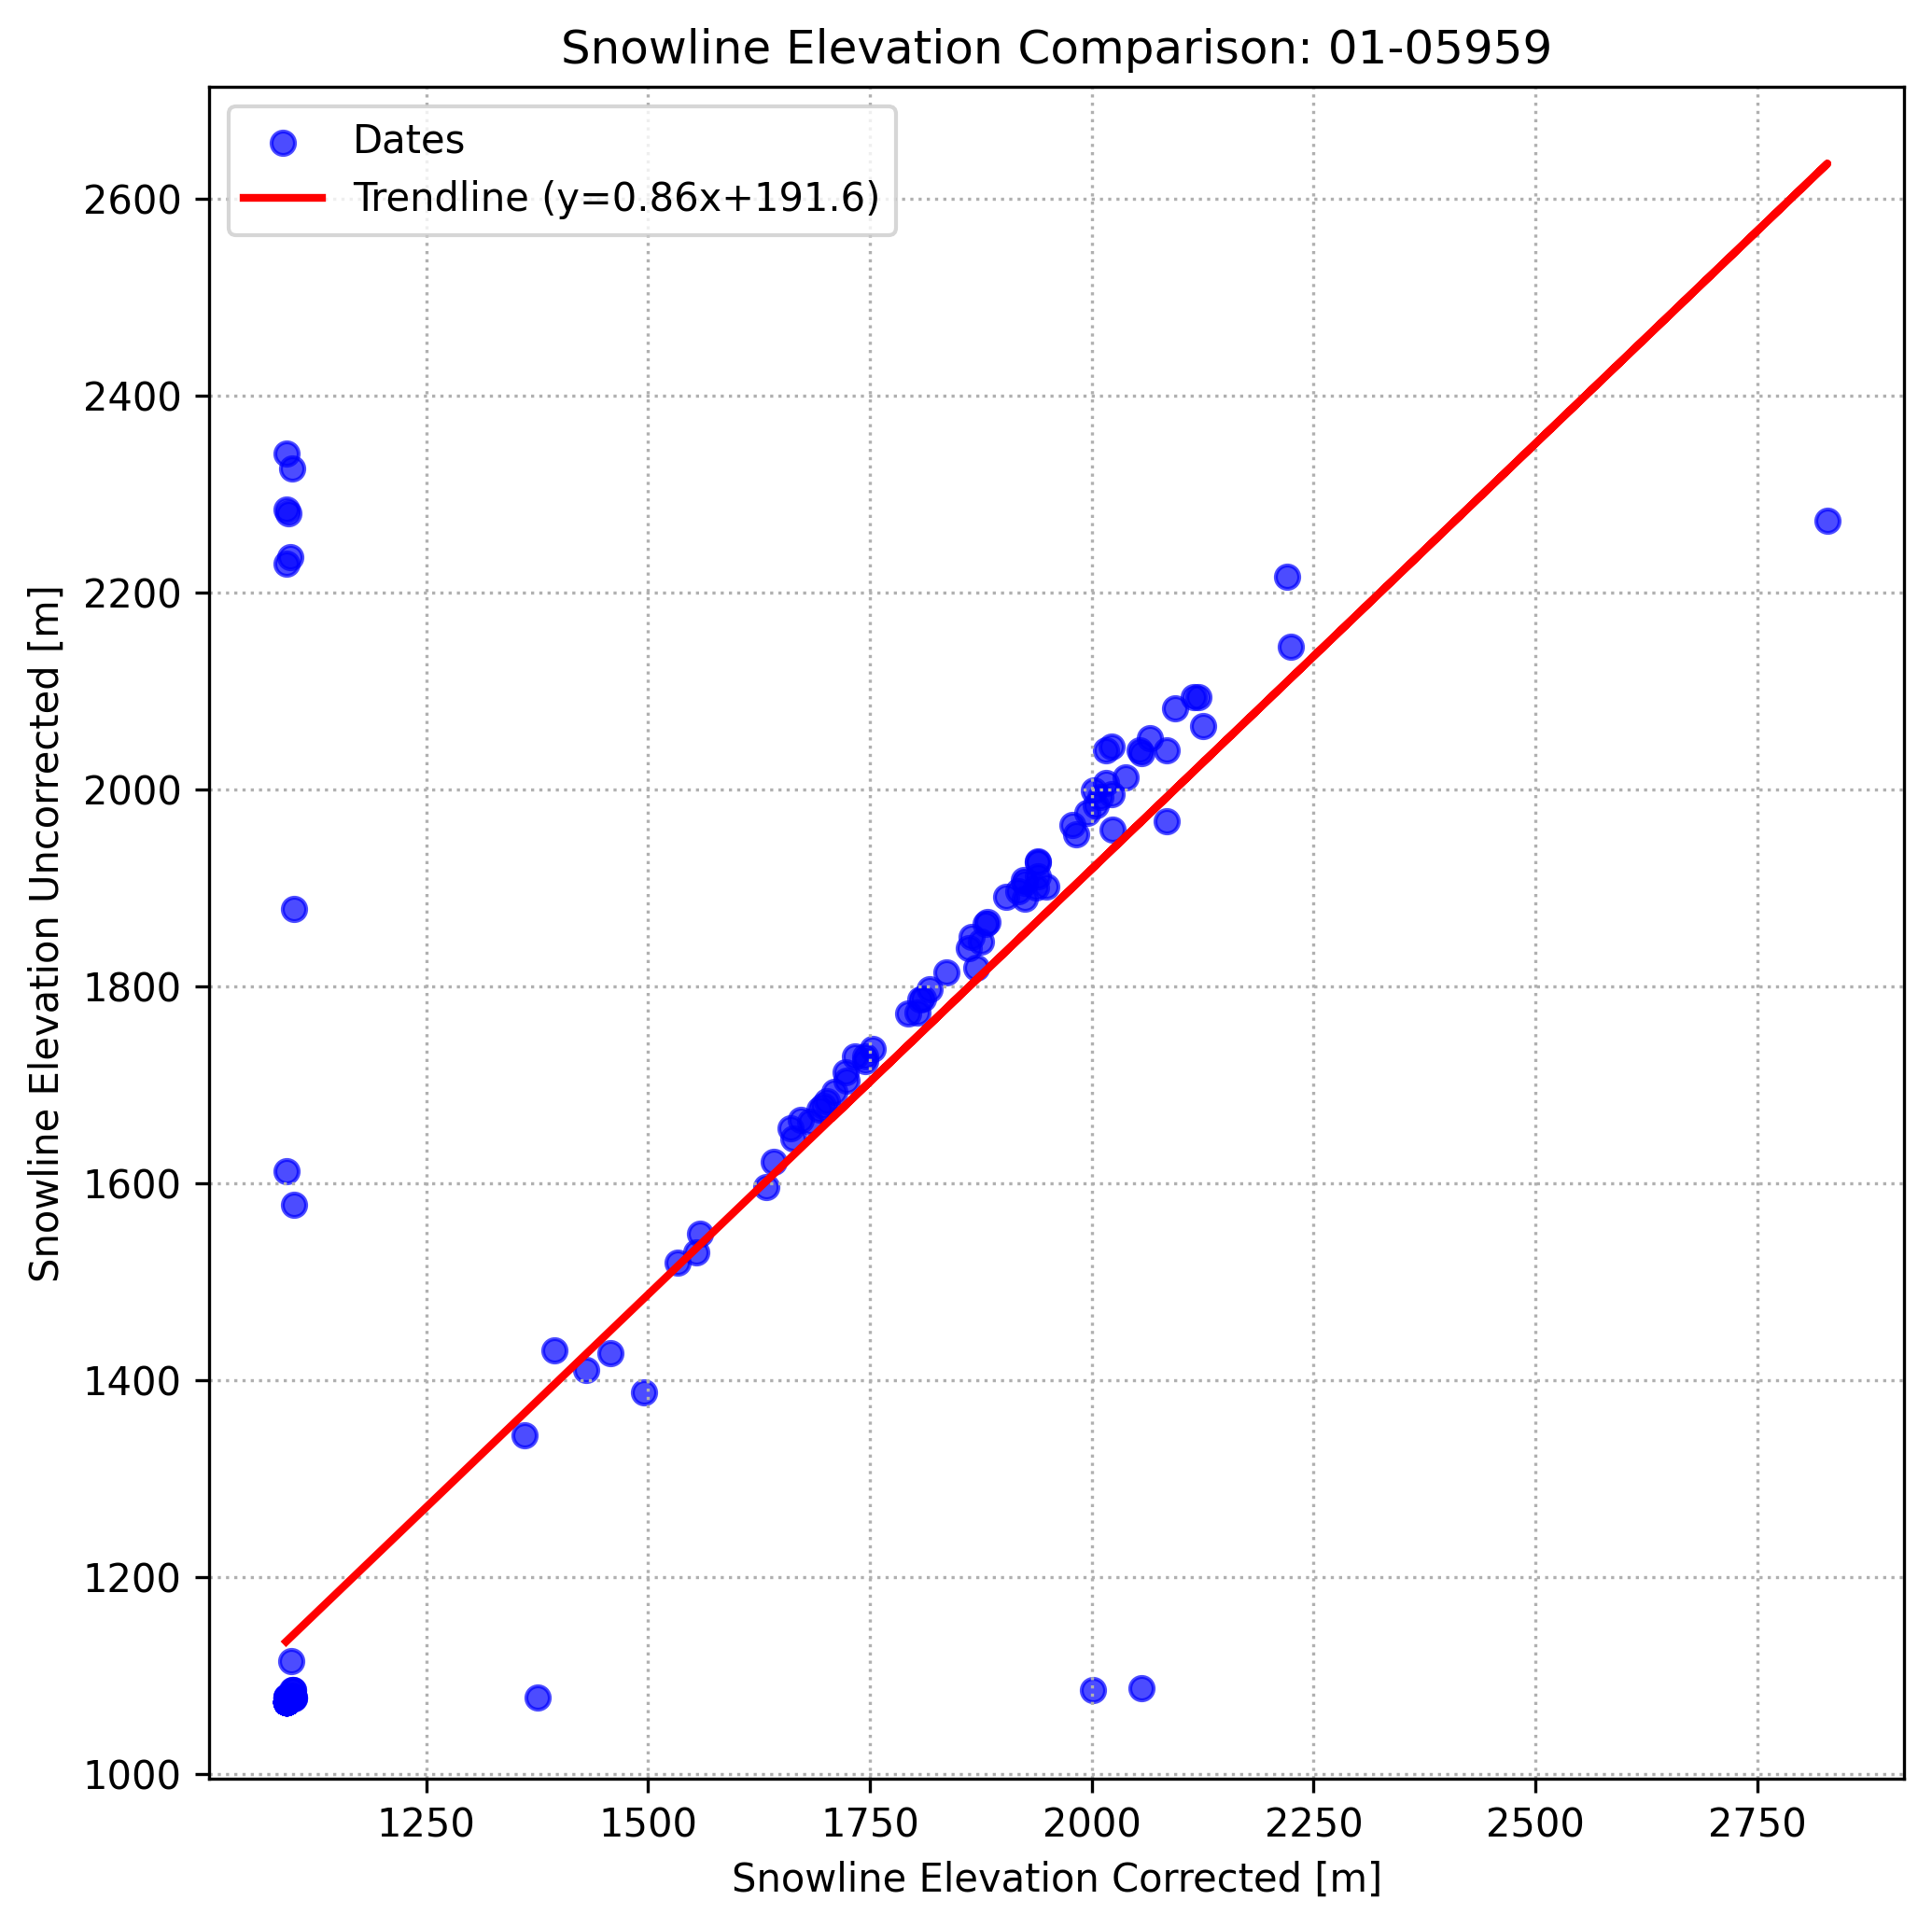 Snowline Elevation Comparison: 01-05959
Dates
Trendline (y=0.86x+191.6)
2600
2400
2200
2000
1800
1600
1400
1200
1000
Snowline Elevation Uncorrected [m]
1250 1500 1750 2000 2250 2500 2750
Snowline Elevation Corrected [m]